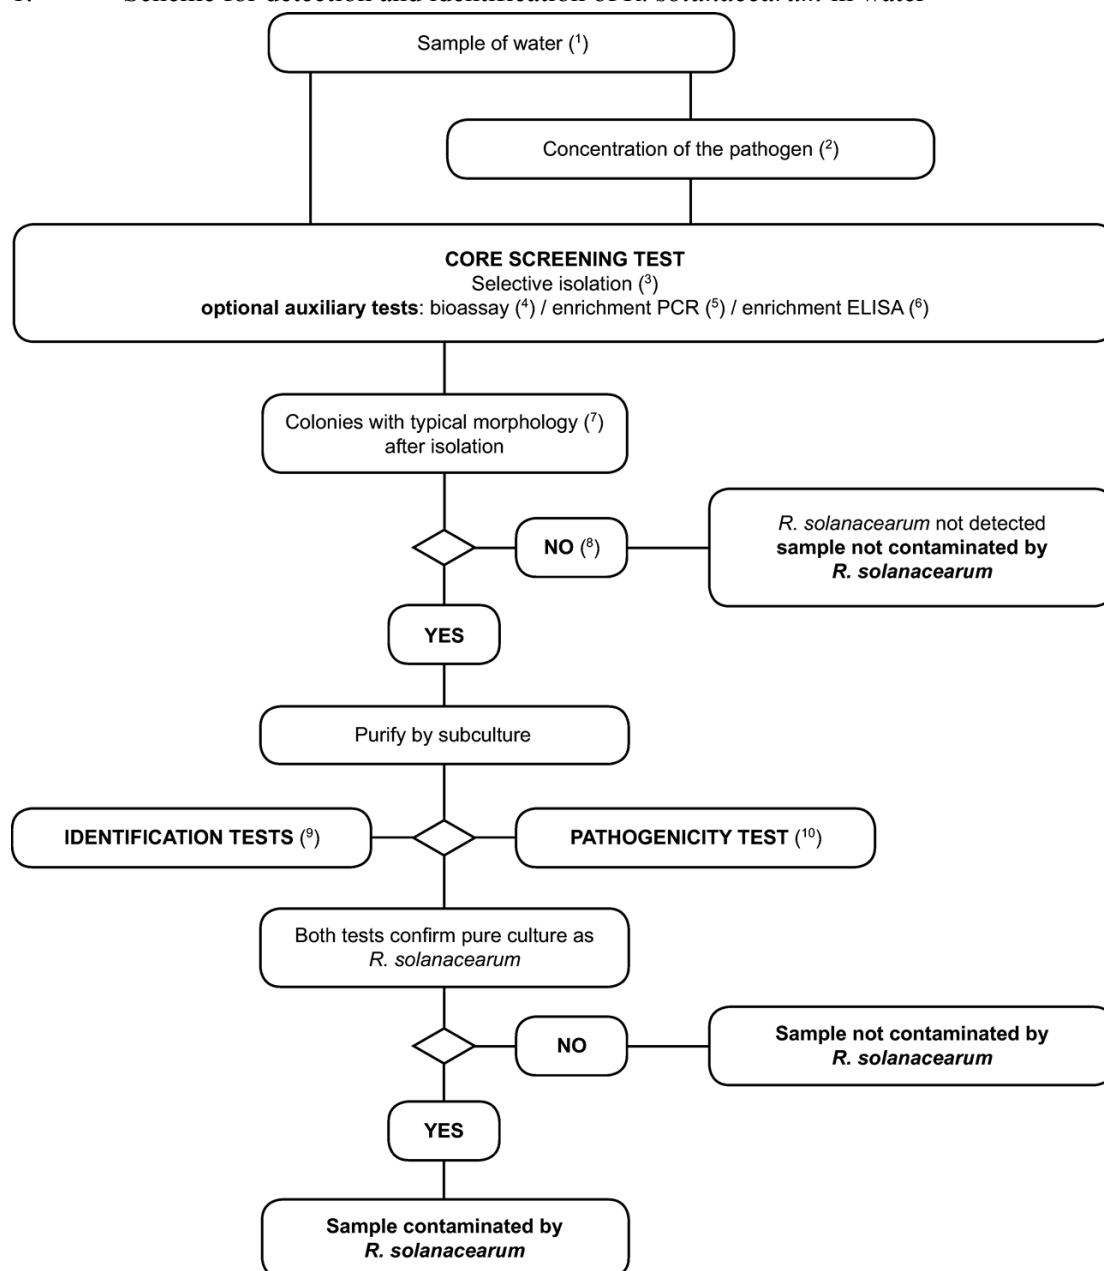 1. Scheme for detection and identification of R. solanacearum in water
Sample of water (¹)
Concentration of the pathogen (²)
CORE SCREENING TEST
Selective isolation (³)
optional auxiliary tests: bioassay (⁴) / enrichment PCR (⁵) / enrichment ELISA (⁶)
Colonies with typical morphology (⁷)
after isolation
NO (⁸)
R. solanacearum not detected
sample not contaminated by
R. solanacearum
YES
Purify by subculture
IDENTIFICATION TESTS (⁹)
PATHOGENICITY TEST (¹⁰)
Both tests confirm pure culture as
R. solanacearum
NO
Sample not contaminated by
R. solanacearum
YES
Sample contaminated by
R. solanacearum